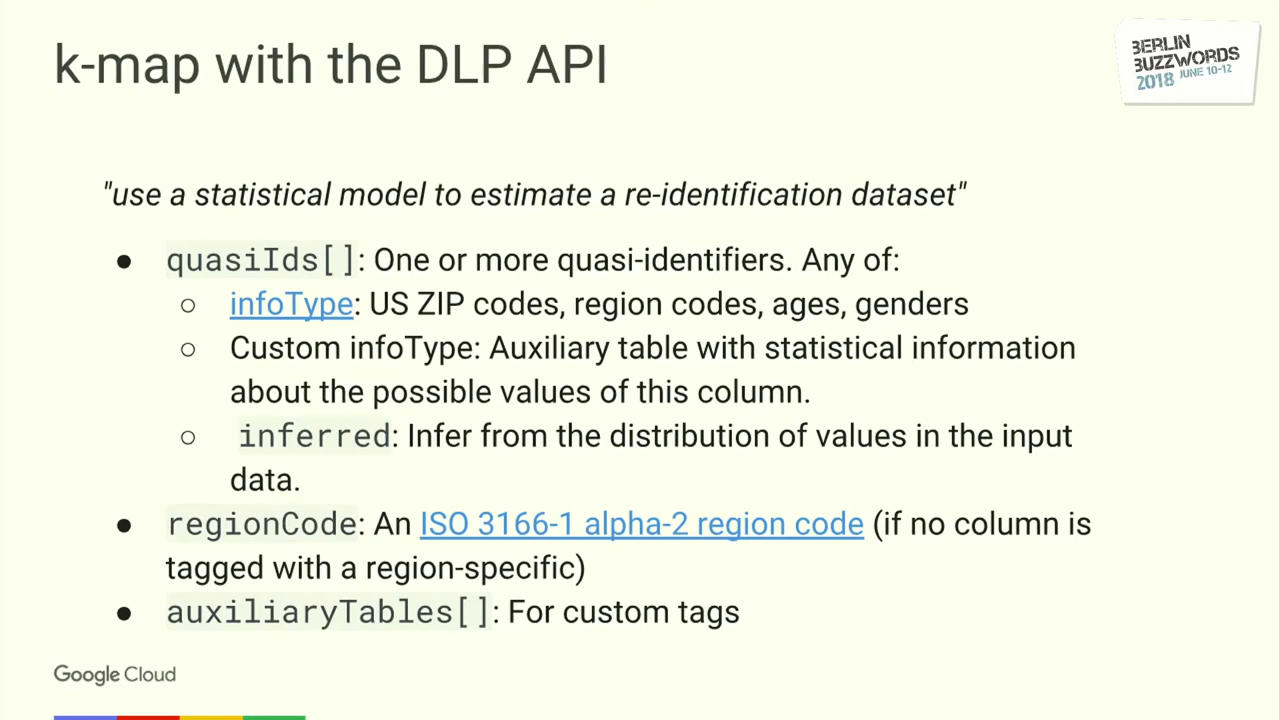 k-map with the DLP API
BERLIN
BUZZWORDS
2018 JUNE 10-12
"use a statistical model to estimate a re-identification dataset"
● quasiIds[]: One or more quasi-identifiers. Any of:
○ infoType: US ZIP codes, region codes, ages, genders
○ Custom infoType: Auxiliary table with statistical information
about the possible values of this column.
○ inferred: Infer from the distribution of values in the input
data.
● regionCode: An ISO 3166-1 alpha-2 region code (if no column is
tagged with a region-specific)
● auxiliaryTables[]: For custom tags
Google Cloud